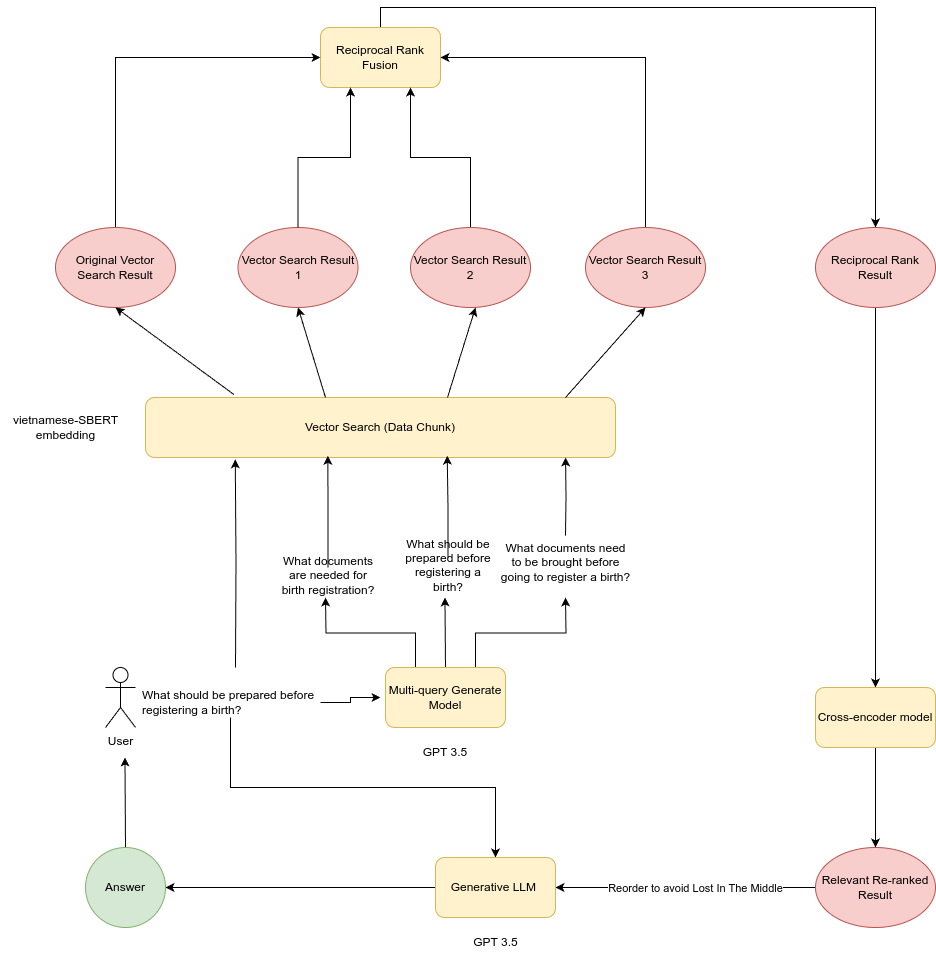 Reciprocal Rank
Fusion
Original Vector
Search Result
Vector Search Result
1
Vector Search Result
2
Vector Search Result
3
Reciprocal Rank
Result
vietnamese-SBERT
embedding
Vector Search (Data Chunk)
What documents
are needed for
birth registration?
What should be
prepared before
registering a
birth?
What documents need
to be brought before
going to register a birth?
What should be prepared before
registering a birth?
User
Multi-query Generate
Model
GPT 3.5
Cross-encoder model
Answer
Generative LLM
GPT 3.5
Reorder to avoid Lost In The Middle
Relevant Re-ranked
Result